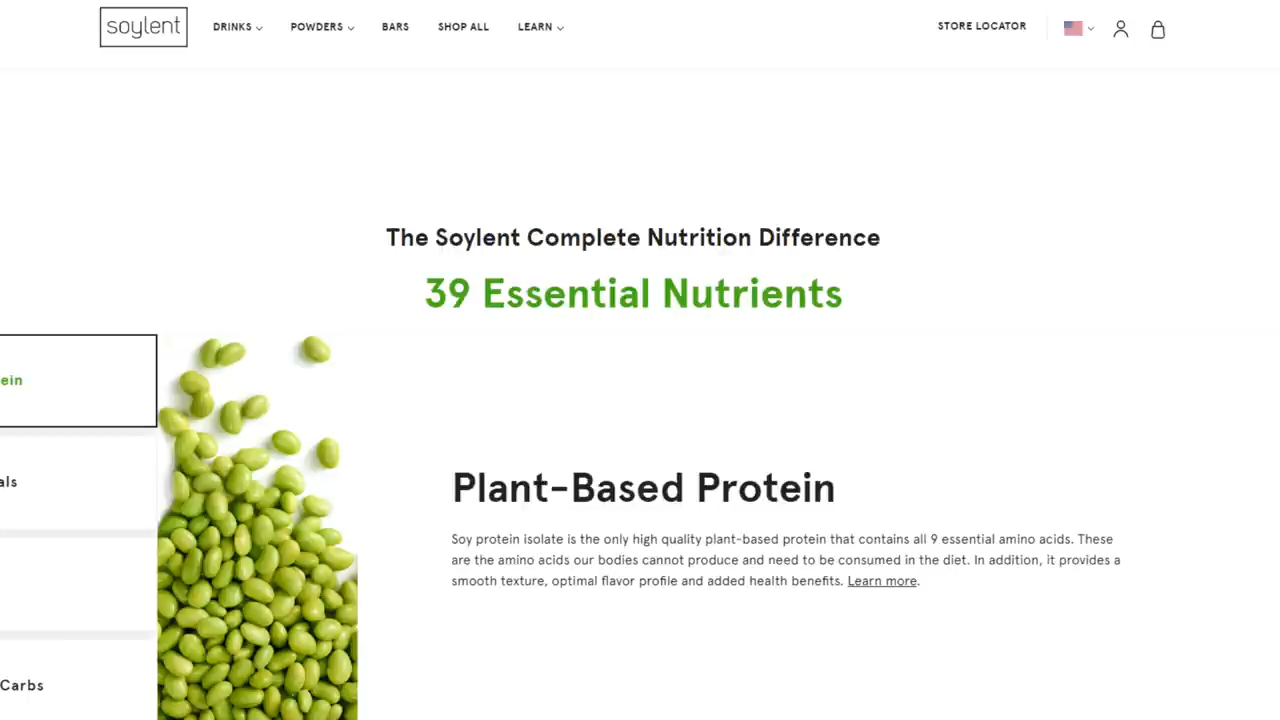 soylent DRINKS POWDERS BARS SHOP ALL LEARN STORE LOCATOR
The Soylent Complete Nutrition Difference
39 Essential Nutrients
ein
als
Carbs
Plant-Based Protein
Soy protein isolate is the only high quality plant-based protein that contains all 9 essential amino acids. These
are the amino acids our bodies cannot produce and need to be consumed in the diet. In addition, it provides a
smooth texture, optimal flavor profile and added health benefits. Learn more.